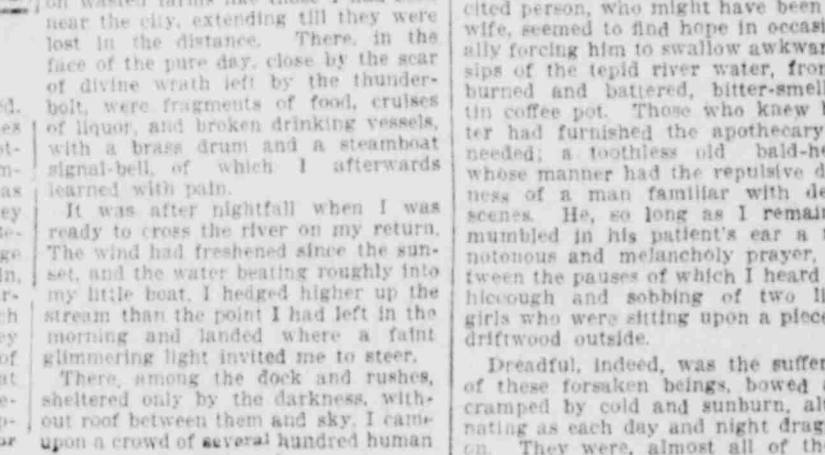 near the city, extending till they were
lost in the distance. There, in the
face of the pure day, close by the scar
of divine wrath left by the thunder-
bolt, were fragments of food, cruises
of liquor, and broken drinking vessels,
with a brass drum and a steamboat
signal-bell, of which I afterwards
learned with pain.
It was after nightfall when I was
ready to cross the river on my return.
The wind had freshened since the sun-
set, and the water beating roughly into
my little boat, I hedged higher up the
stream than the point I had left in the
morning and landed where a faint
glimmering light invited me to steer.
There, among the dock and rushes,
sheltered only by the darkness, with-
out roof between them and sky, I came
upon a crowd of several hundred human
cited person, who might have been
wife, seemed to find hope in occasi
ally forcing him to swallow awkwar
sips of the tepid river water, from
burned and battered, bitter-smell
tin coffee pot. Those who knew
ter had furnished the apothecary
needed; a toothless old bald-he
whose manner had the repulsive d
ness of a man familiar with de
scenes. He, so long as I remain
mumbled in his patient's ear a
notonous and melancholy prayer,
tween the pauses of which I heard
hiccough and sobbing of two li
girls who were sitting upon a piece
driftwood outside.
Dreadful, indeed, was the suffer
of these forsaken beings, bowed
cramped by cold and sunburn, al
nating as each day and night drag
on. They were, almost all of th